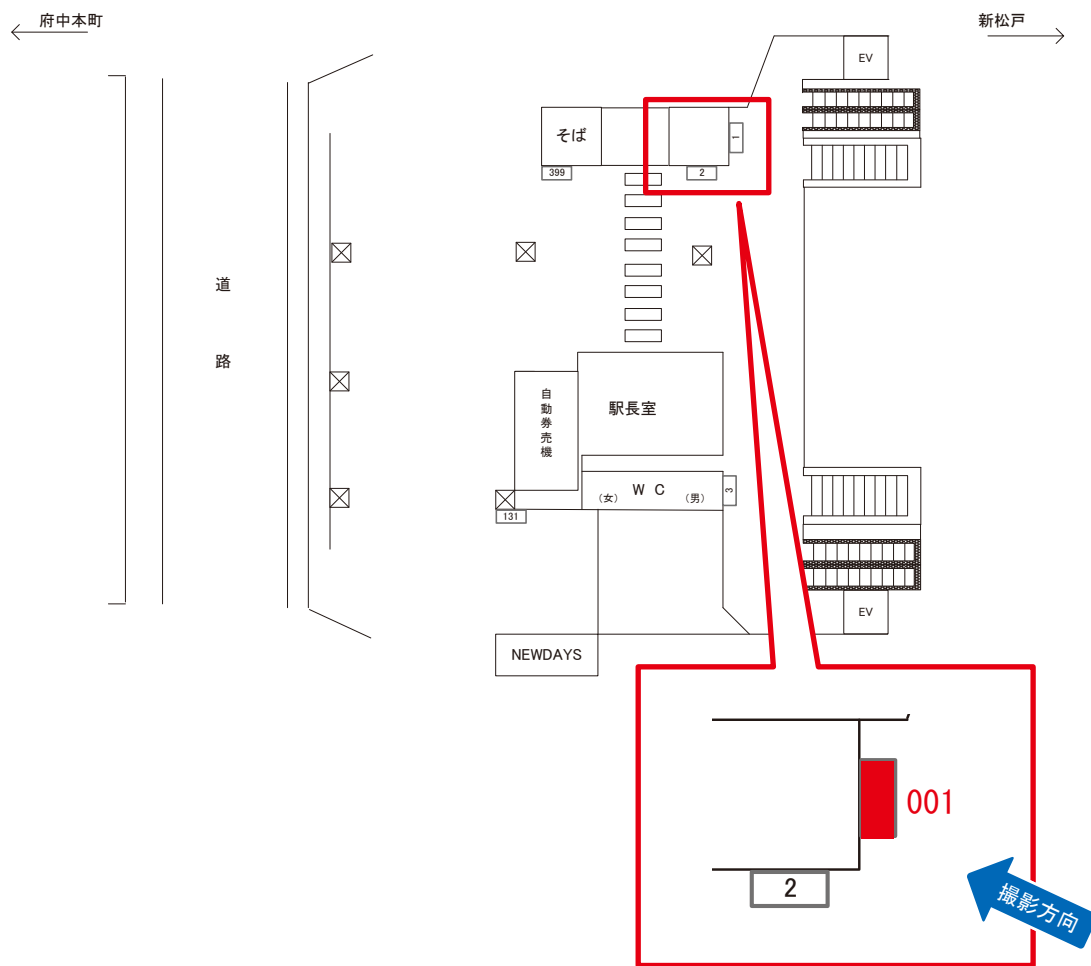 府中本町
新松戸
EV
そば
1
399
2
道路
自動券売機
駅長室
WC
(女)
(男)
3
131
EV
NEWDAYS
001
2
撮影方向